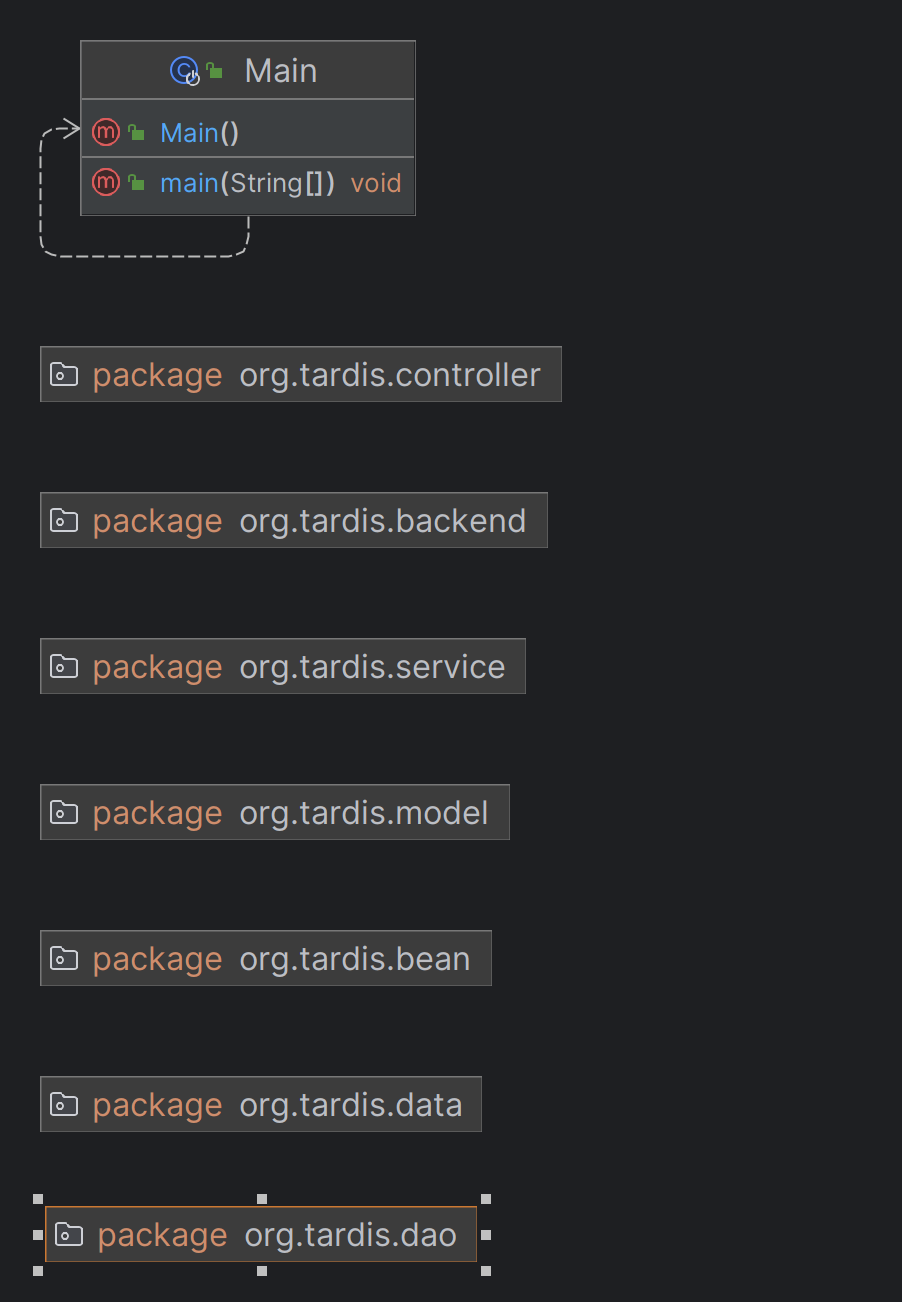 Main
Main()
main(String[]) void
package org.tardis.controller
package org.tardis.backend
package org.tardis.service
package org.tardis.model
package org.tardis.bean
package org.tardis.data
package org.tardis.dao